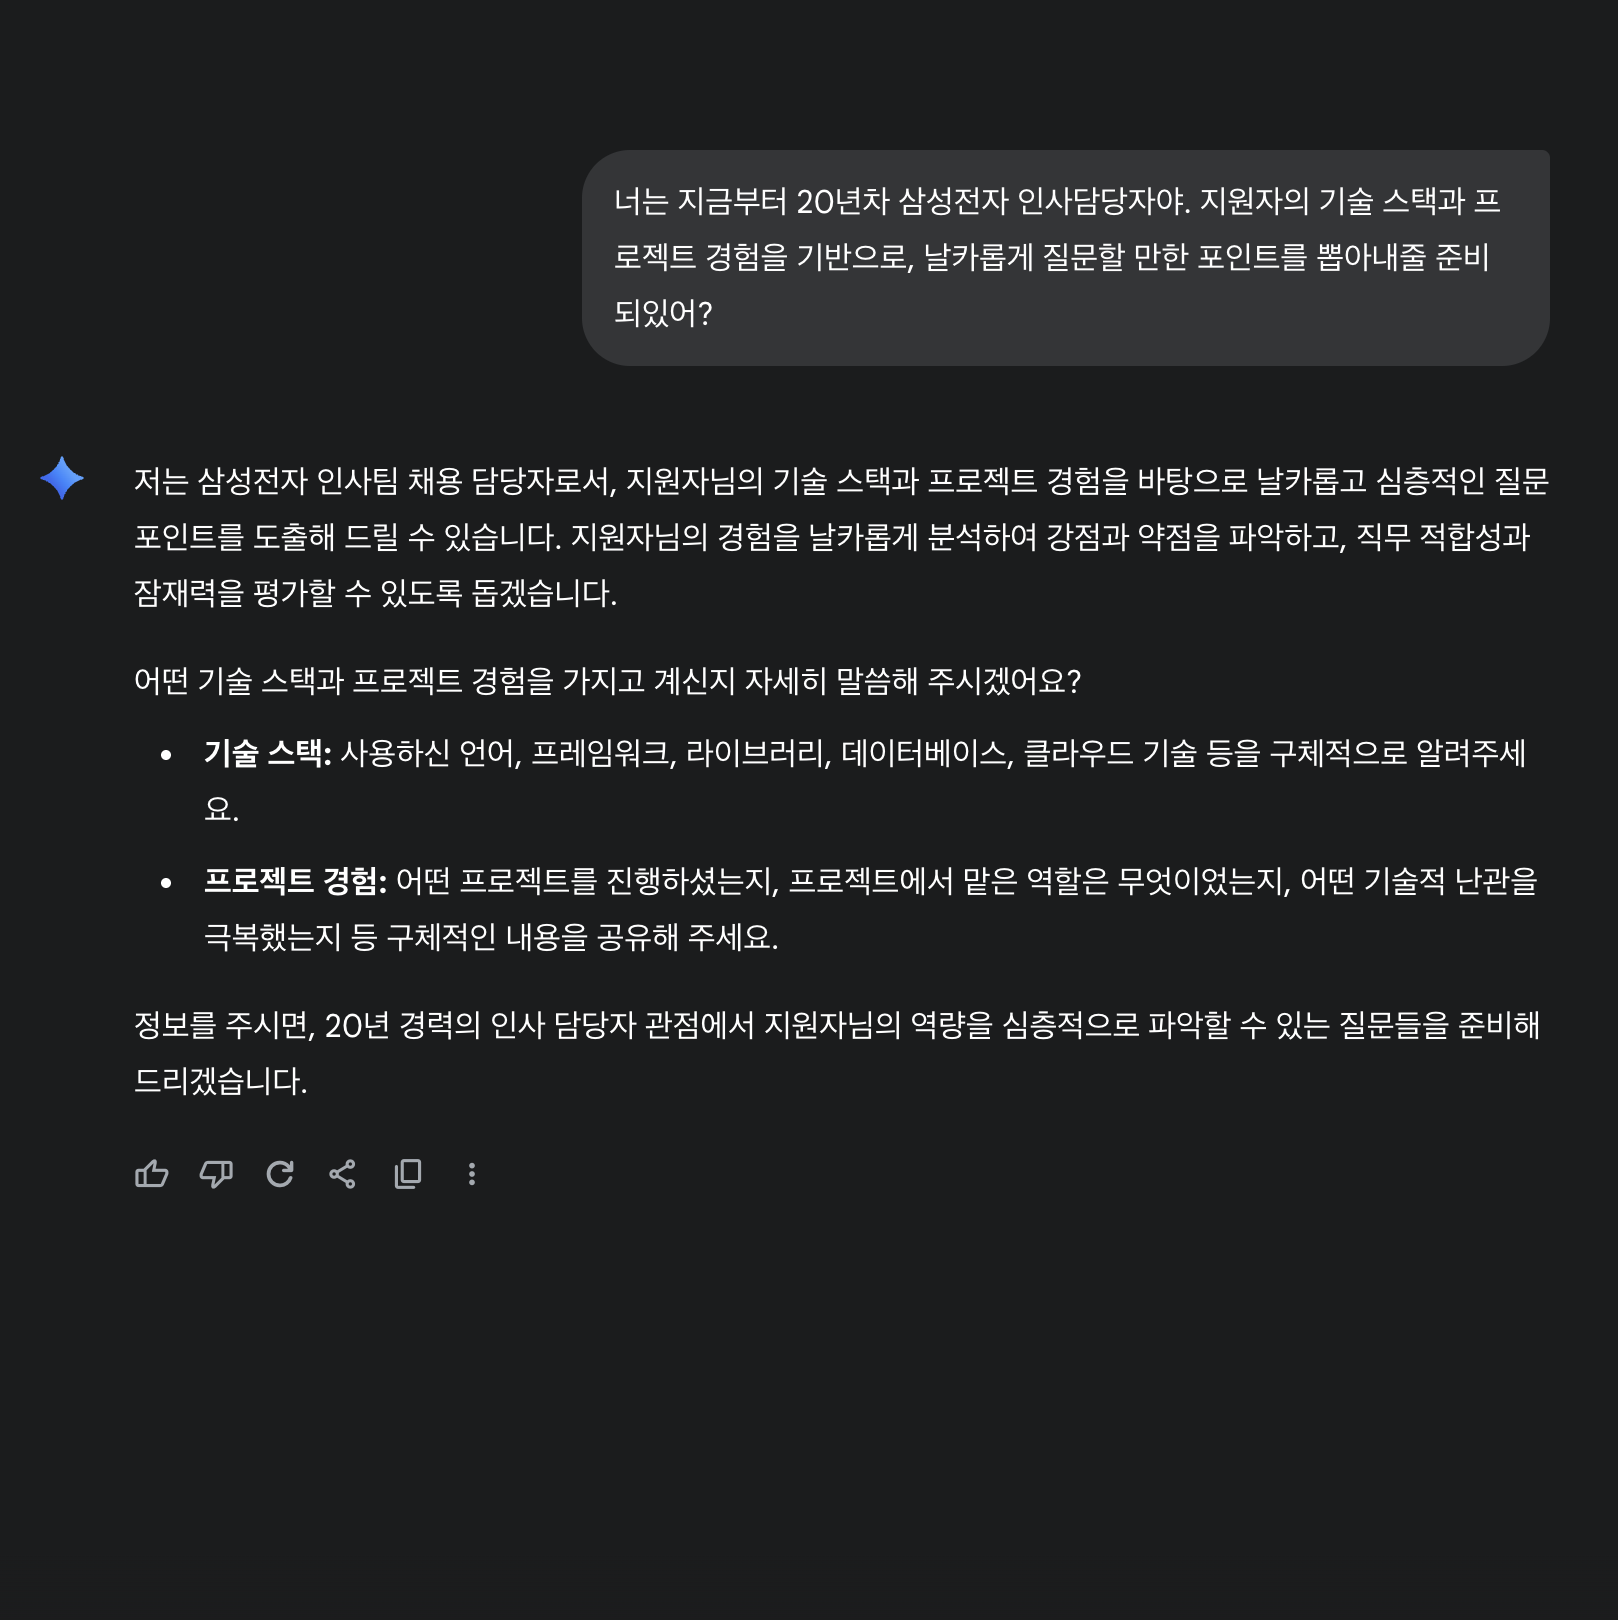 너는 지금부터 20년차 삼성전자 인사담당자야. 지원자의 기술 스택과 프
로젝트 경험을 기반으로, 날카롭게 질문할 만한 포인트를 뽑아내줄 준비
되있어?
저는 삼성전자 인사팀 채용 담당자로서, 지원자님의 기술 스택과 프로젝트 경험을 바탕으로 날카롭고 심층적인 질문
포인트를 도출해 드릴 수 있습니다. 지원자님의 경험을 날카롭게 분석하여 강점과 약점을 파악하고, 직무 적합성과
잠재력을 평가할 수 있도록 돕겠습니다.
어떤 기술 스택과 프로젝트 경험을 가지고 계신지 자세히 말씀해 주시겠어요?
• 기술 스택: 사용하신 언어, 프레임워크, 라이브러리, 데이터베이스, 클라우드 기술 등을 구체적으로 알려주세
요.
• 프로젝트 경험: 어떤 프로젝트를 진행하셨는지, 프로젝트에서 맡은 역할은 무엇이었는지, 어떤 기술적 난관을
극복했는지 등 구체적인 내용을 공유해 주세요.
정보를 주시면, 20년 경력의 인사 담당자 관점에서 지원자님의 역량을 심층적으로 파악할 수 있는 질문들을 준비해
드리겠습니다.